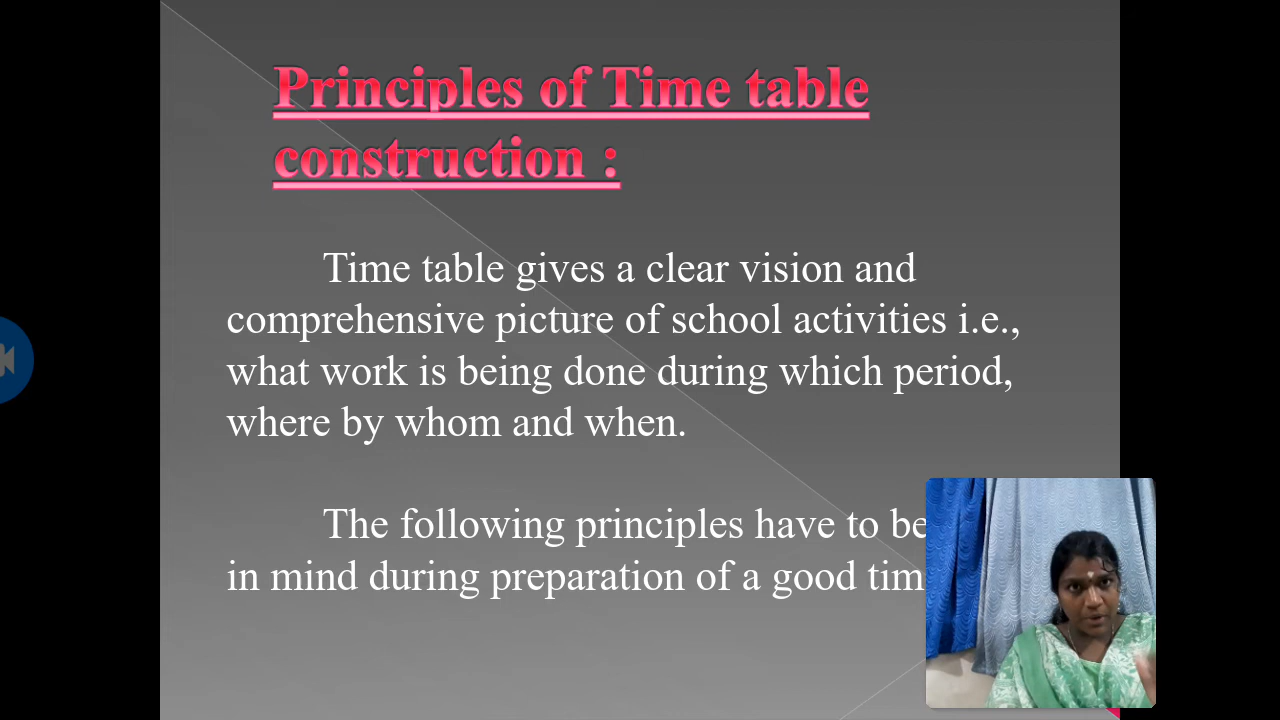 Principles of Time table
construction :
Time table gives a clear vision and
comprehensive picture of school activities i.e.,
what work is being done during which period,
where by whom and when.
The following principles have to be
in mind during preparation of a good